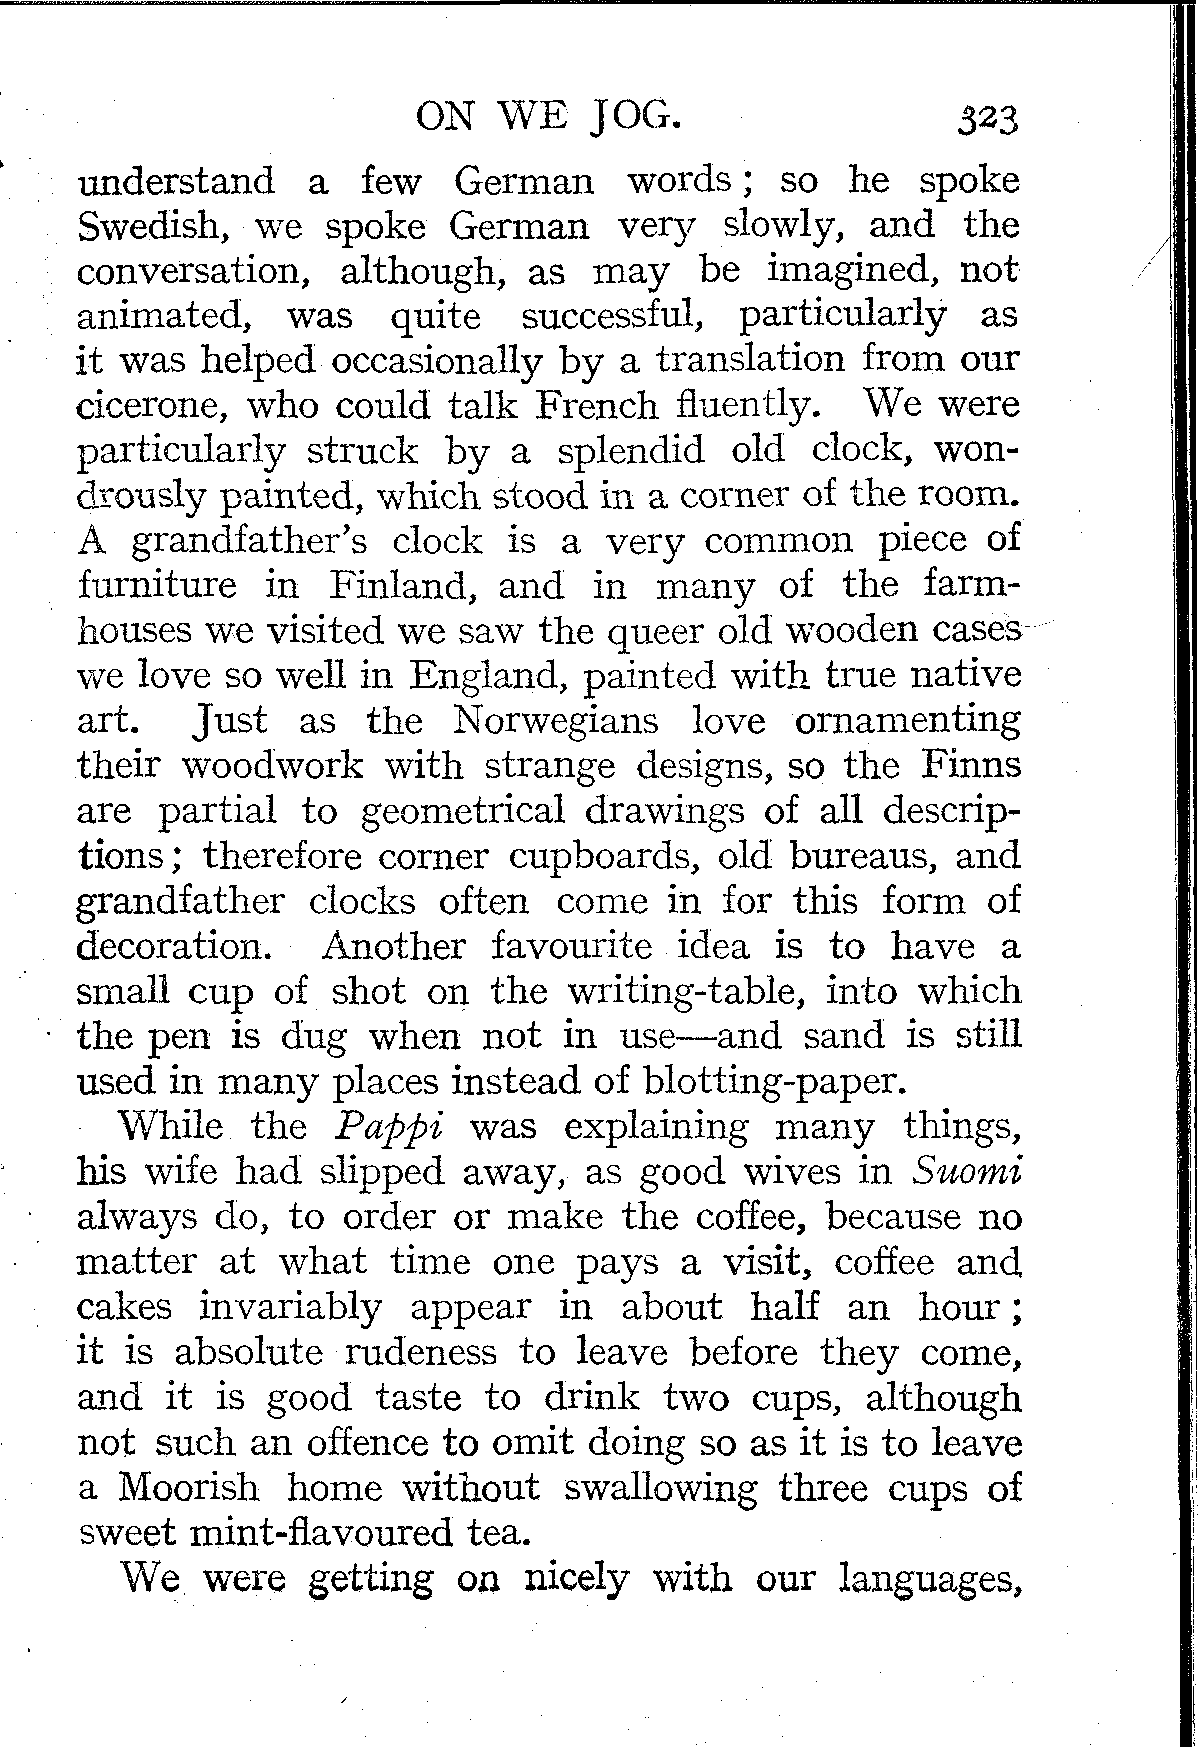 ON WE JOG. 323
understand a few German words; so he spoke
Swedish, we spoke German very slowly, and the
conversation, although, as may be imagined, not
animated, was quite successful, particularly as
it was helped occasionally by a translation from our
cicerone, who could talk French fluently. We were
particularly struck by a splendid old clock, won-
drously painted, which stood in a corner of the room.
A grandfather's clock is a very common piece of
furniture in Finland, and in many of the farm-
houses we visited we saw the queer old wooden cases
we love so well in England, painted with true native
art. Just as the Norwegians love ornamenting
their woodwork with strange designs, so the Finns
are partial to geometrical drawings of all descrip-
tions; therefore corner cupboards, old bureaus, and
grandfather clocks often come in for this form of
decoration. Another favourite idea is to have a
small cup of shot on the writing-table, into which
the pen is dug when not in use—and sand is still
used in many places instead of blotting-paper.
While the Pappi was explaining many things,
his wife had slipped away, as good wives in Suomi
always do, to order or make the coffee, because no
matter at what time one pays a visit, coffee and
cakes invariably appear in about half an hour;
it is absolute rudeness to leave before they come,
and it is good taste to drink two cups, although
not such an offence to omit doing so as it is to leave
a Moorish home without swallowing three cups of
sweet mint-flavoured tea.
We were getting on nicely with our languages,